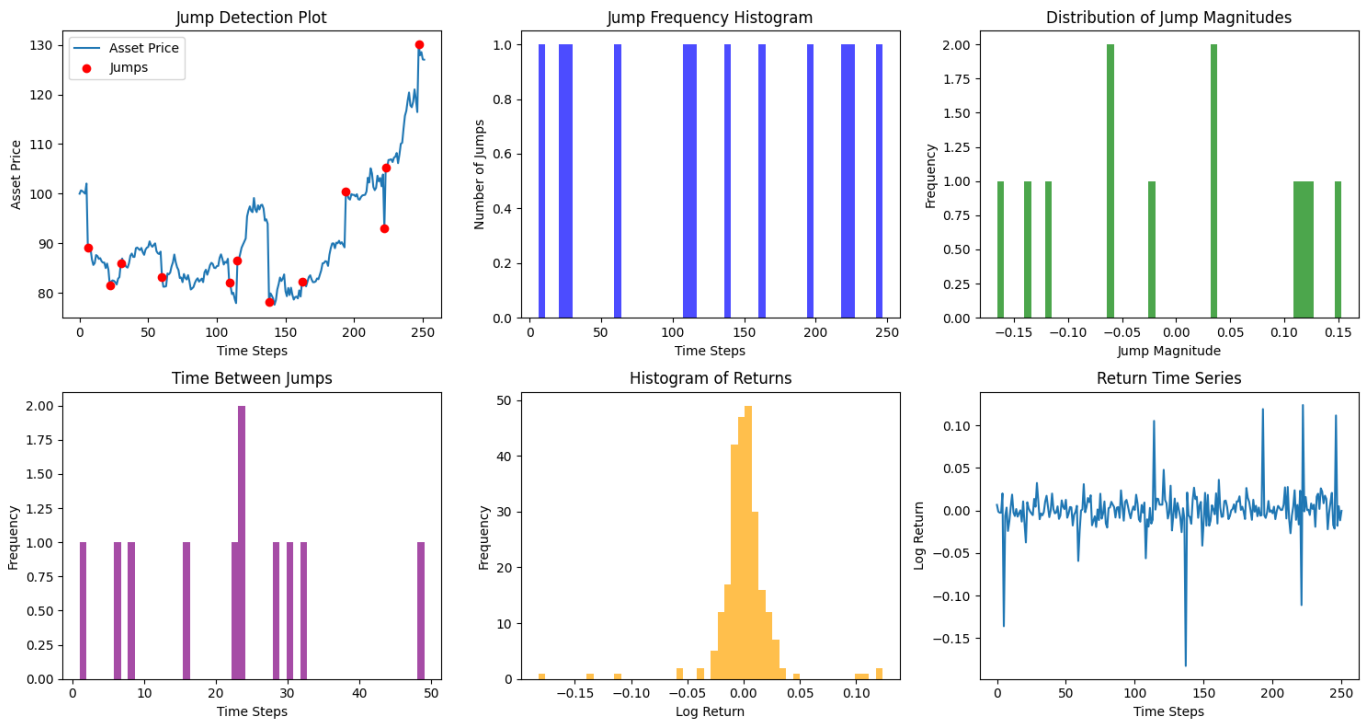 Jump Detection Plot
Asset Price
Jumps
130
120
110
100
90
80
Asset Price
0 50 100 150 200 250
Time Steps
Jump Frequency Histogram
1.0
0.8
0.6
0.4
0.2
0.0
Number of Jumps
0 50 100 150 200 250
Time Steps
Distribution of Jump Magnitudes
2.00
1.75
1.50
1.25
1.00
0.75
0.50
0.25
0.00
Frequency
−0.15 −0.10 −0.05 0.00 0.05 0.10 0.15
Jump Magnitude
Time Between Jumps
2.00
1.75
1.50
1.25
1.00
0.75
0.50
0.25
0.00
Frequency
0 10 20 30 40 50
Time Steps
Histogram of Returns
50
40
30
20
10
0
Frequency
−0.15 −0.10 −0.05 0.00 0.05 0.10
Log Return
Return Time Series
0.10
0.05
0.00
−0.05
−0.10
−0.15
Log Return
0 50 100 150 200 250
Time Steps